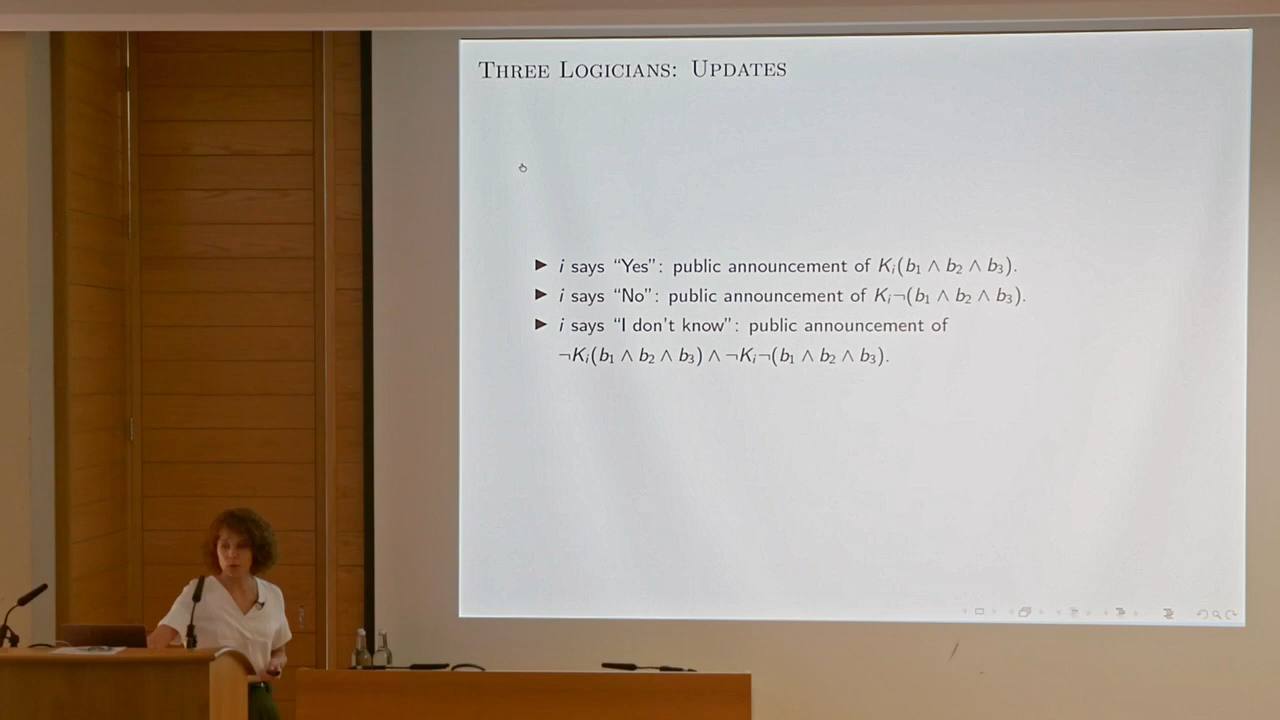 Three Logicians: Updates
▶ i says “Yes”: public announcement of Kᵢ(b₁ ∧ b₂ ∧ b₃).
▶ i says “No”: public announcement of Kᵢ¬(b₁ ∧ b₂ ∧ b₃).
▶ i says “I don’t know”: public announcement of
¬Kᵢ(b₁ ∧ b₂ ∧ b₃) ∧ ¬Kᵢ¬(b₁ ∧ b₂ ∧ b₃).